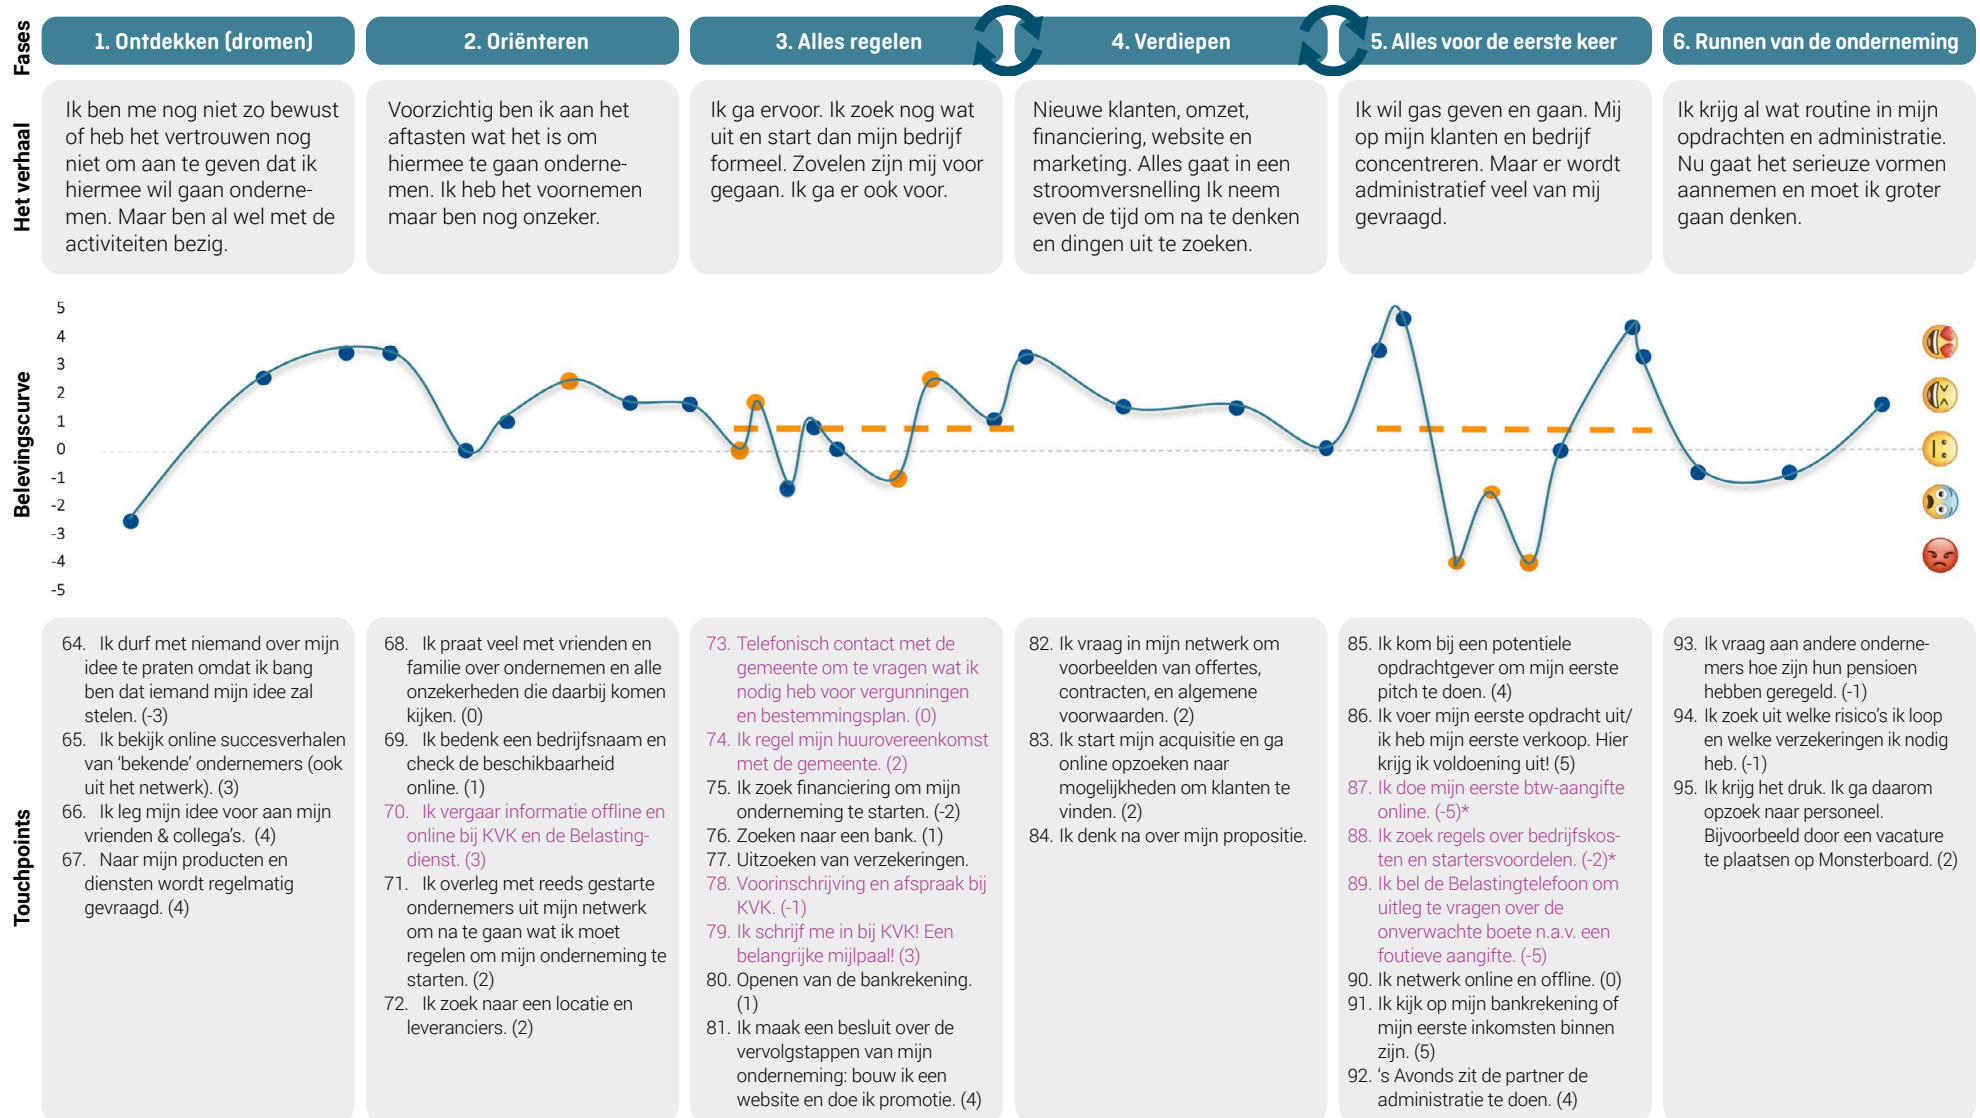 Fases
1. Ontdekken (dromen)
2. Oriënteren
3. Alles regelen
4. Verdiepen
5. Alles voor de eerste keer
6. Runnen van de onderneming
Het verhaal
Ik ben me nog niet zo bewust
of heb het vertrouwen nog
niet om aan te geven dat ik
hiermee wil gaan onderne-
men. Maar ben al wel met de
activiteiten bezig.
Voorzichtig ben ik aan het
aftasten wat het is om
hiermee te gaan onderne-
men. Ik heb het voornemen
maar ben nog onzeker.
Ik ga ervoor. Ik zoek nog wat
uit en start dan mijn bedrijf
formeel. Zovelen zijn mij voor
gegaan. Ik ga er ook voor.
Nieuwe klanten, omzet,
financiering, website en
marketing. Alles gaat in een
stroomversnelling Ik neem
even de tijd om na te denken
en dingen uit te zoeken.
Ik wil gas geven en gaan. Mij
op mijn klanten en bedrijf
concentreren. Maar er wordt
administratief veel van mij
gevraagd.
Ik krijg al wat routine in mijn
opdrachten en administratie.
Nu gaat het serieuze vormen
aannemen en moet ik groter
gaan denken.
Belevingscurve
5
4
3
2
1
0
-1
-2
-3
-4
-5
Touchpoints
64. Ik durf met niemand over mijn
idee te praten omdat ik bang
ben dat iemand mijn idee zal
stelen. (-3)
65. Ik bekijk online succesverhalen
van ‘bekende’ ondernemers (ook
uit het netwerk). (3)
66. Ik leg mijn idee voor aan mijn
vrienden & collega's. (4)
67. Naar mijn producten en
diensten wordt regelmatig
gevraagd. (4)
68. Ik praat veel met vrienden en
familie over ondernemen en alle
onzekerheden die daarbij komen
kijken. (0)
69. Ik bedenk een bedrijfsnaam en
check de beschikbaarheid
online. (1)
70. Ik vergaar informatie offline en
online bij KVK en de Belasting-
dienst. (3)
71. Ik overleg met reeds gestarte
ondernemers uit mijn netwerk
om na te gaan wat ik moet
regelen om mijn onderneming te
starten. (2)
72. Ik zoek naar een locatie en
leveranciers. (2)
73. Telefonisch contact met de
gemeente om te vragen wat ik
nodig heb voor vergunningen
en bestemmingsplan. (0)
74. Ik regel mijn huurovereenkomst
met de gemeente. (2)
75. Ik zoek financiering om mijn
onderneming te starten. (-2)
76. Zoeken naar een bank. (1)
77. Uitzoeken van verzekeringen.
78. Voorinschrijving en afspraak bij
KVK. (-1)
79. Ik schrijf me in bij KVK! Een
belangrijke mijlpaal! (3)
80. Openen van de bankrekening.
(1)
81. Ik maak een besluit over de
vervolgstappen van mijn
onderneming: bouw ik een
website en doe ik promotie. (4)
82. Ik vraag in mijn netwerk om
voorbeelden van offertes,
contracten, en algemene
voorwaarden. (2)
83. Ik start mijn acquisitie en ga
online opzoeken naar
mogelijkheden om klanten te
vinden. (2)
84. Ik denk na over mijn propositie.
85. Ik kom bij een potentiele
opdrachtgever om mijn eerste
pitch te doen. (4)
86. Ik voer mijn eerste opdracht uit/
ik heb mijn eerste verkoop. Hier
krijg ik voldoening uit! (5)
87. Ik doe mijn eerste btw-aangifte
online. (-5)*
88. Ik zoek regels over bedrijfskos-
ten en startersvoordelen. (-2)*
89. Ik bel de Belastingtelefoon om
uitleg te vragen over de
onverwachte boete n.a.v. een
foutieve aangifte. (-5)
90. Ik netwerk online en offline. (0)
91. Ik kijk op mijn bankrekening of
mijn eerste inkomsten binnen
zijn. (5)
92. ‘s Avonds zit de partner de
administratie te doen. (4)
93. Ik vraag aan andere onderne-
mers hoe zijn hun pensioen
hebben geregeld. (-1)
94. Ik zoek uit welke risico's ik loop
en welke verzekeringen ik nodig
heb. (-1)
95. Ik krijg het druk. Ik ga daarom
opzoek naar personeel.
Bijvoorbeeld door een vacature
te plaatsen op Monsterboard. (2)